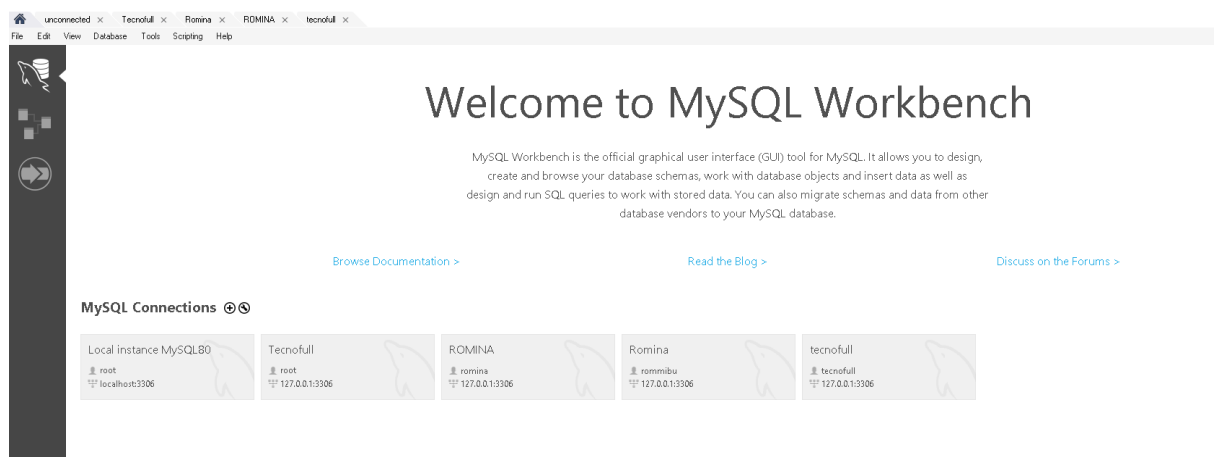 unconnected × Tecnofull × Romina × ROMINA × tecnofull ×
File Edit View Database Tools Scripting Help
Welcome to MySQL Workbench
MySQL Workbench is the official graphical user interface (GUI) tool for MySQL. It allows you to design,
create and browse your database schemas, work with database objects and insert data as well as
design and run SQL queries to work with stored data. You can also migrate schemas and data from other
database vendors to your MySQL database.
Browse Documentation > Read the Blog > Discuss on the Forums >
MySQL Connections
Local instance MySQL80 Tecnofull ROMINA Romina tecnofull
root root romina rommibu tecnofull
localhost:3306 127.0.0.1:3306 127.0.0.1:3306 127.0.0.1:3306 127.0.0.1:3306